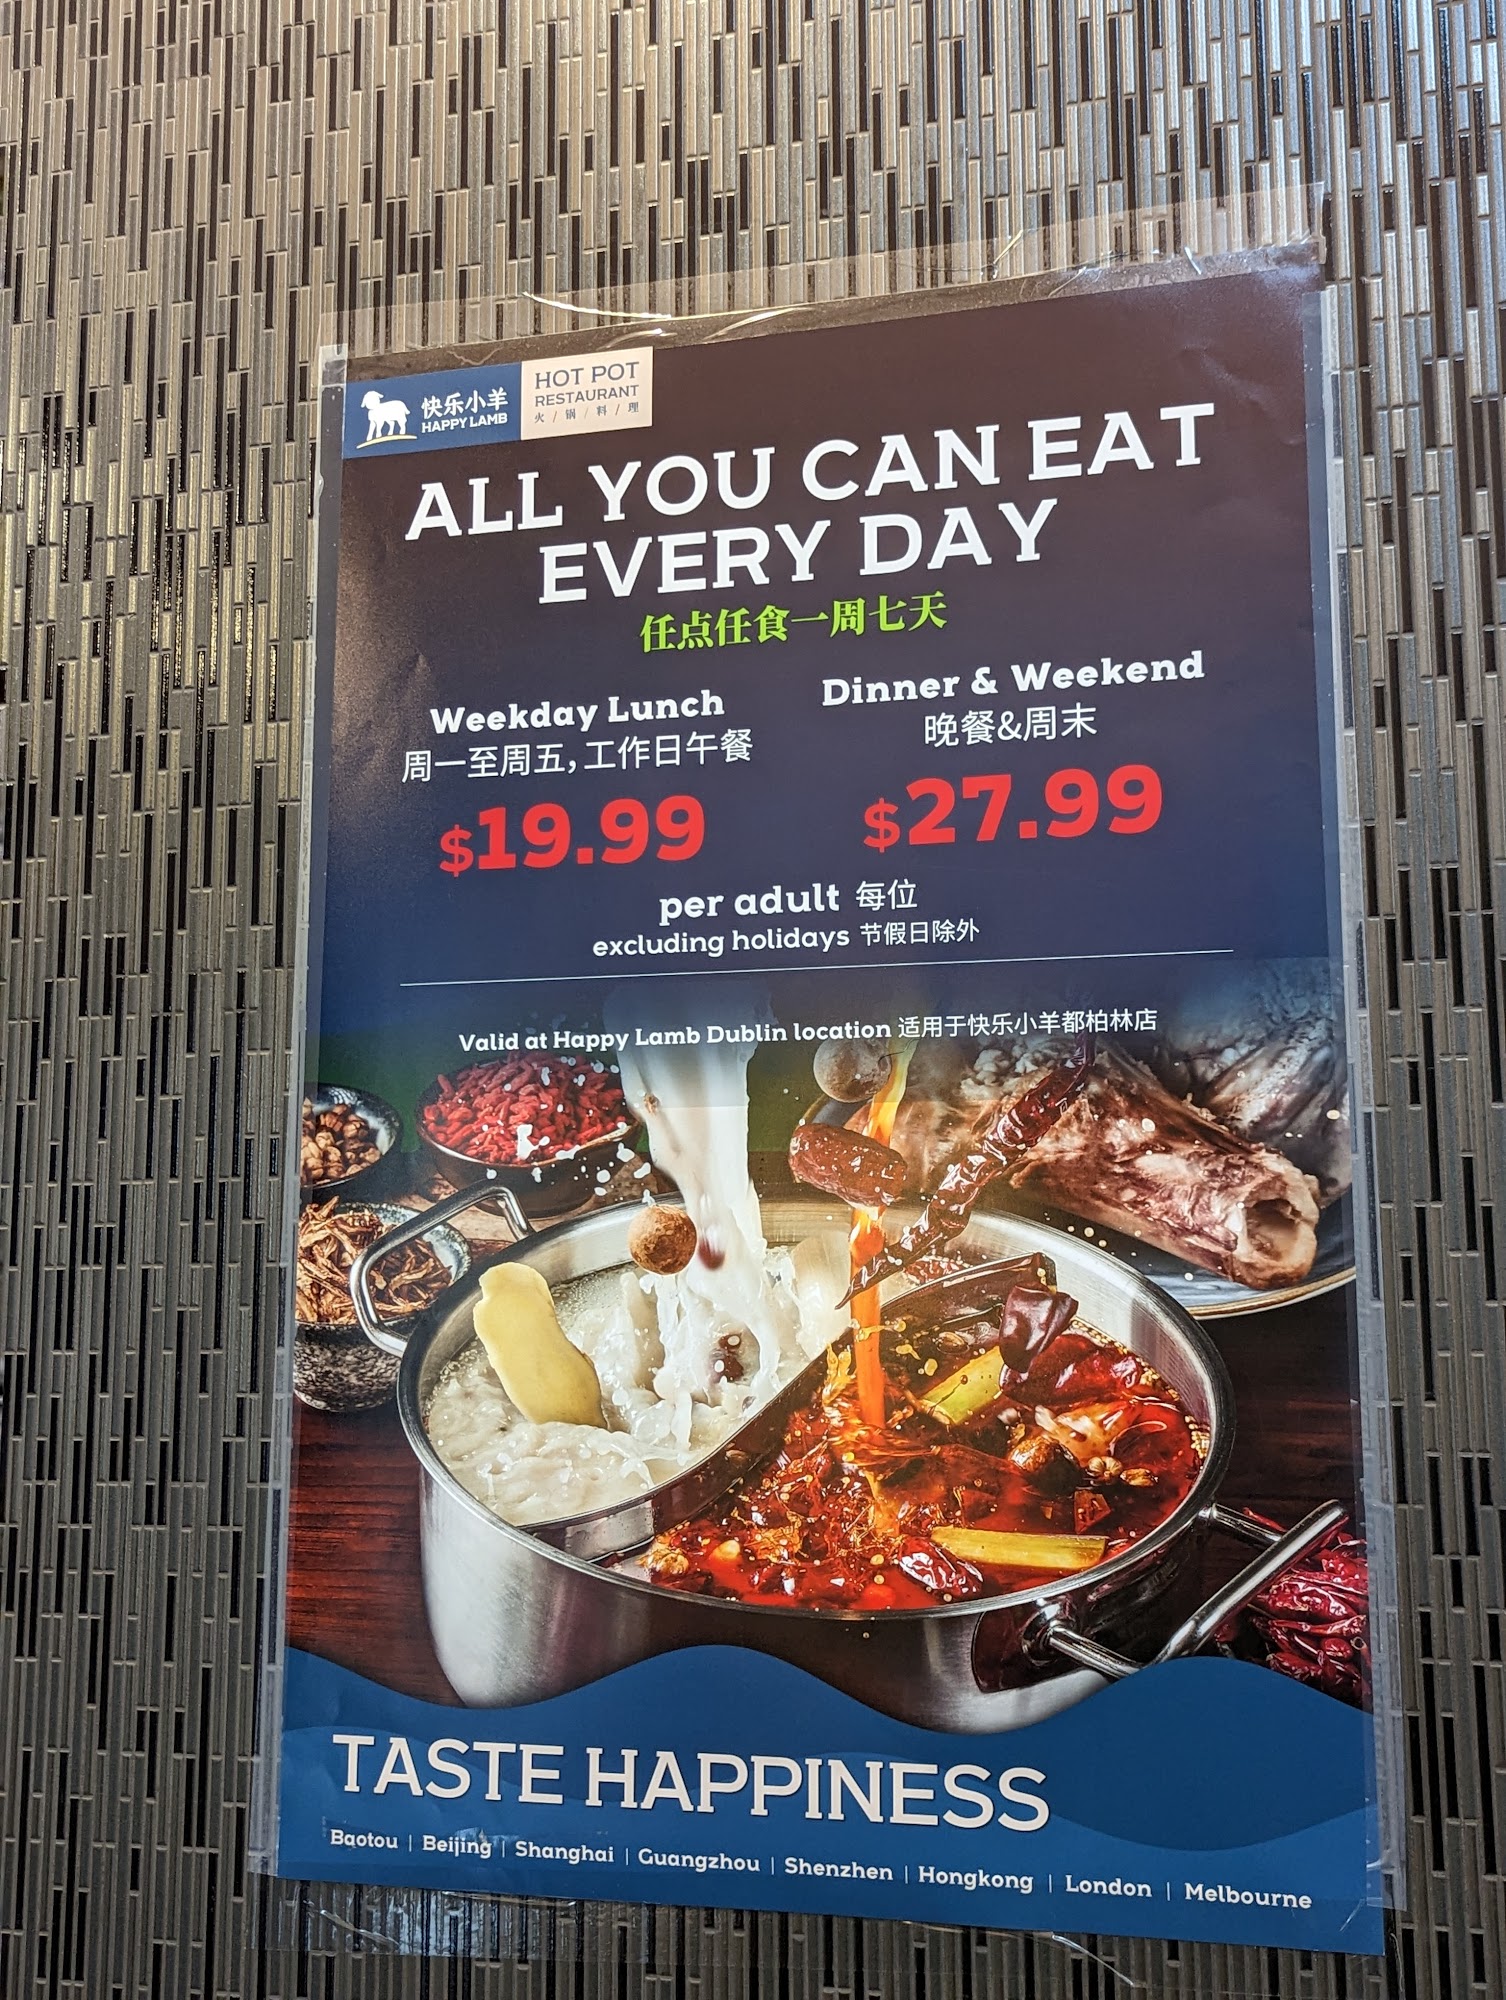 快乐小羊
HAPPY LAMB
HOT POT
RESTAURANT
火 / 锅 / 料 / 理
ALL YOU CAN EAT
EVERY DAY
任点任食一周七天
Weekday Lunch
周一至周五，工作日午餐
$19.99
Dinner & Weekend
晚餐&周末
$27.99
per adult 每位
excluding holidays 节假日除外
Valid at Happy Lamb Dublin location 适用于快乐小羊都柏林店
TASTE HAPPINESS
Baotou | Beijing | Shanghai | Guangzhou | Shenzhen | Hongkong | London | Melbourne